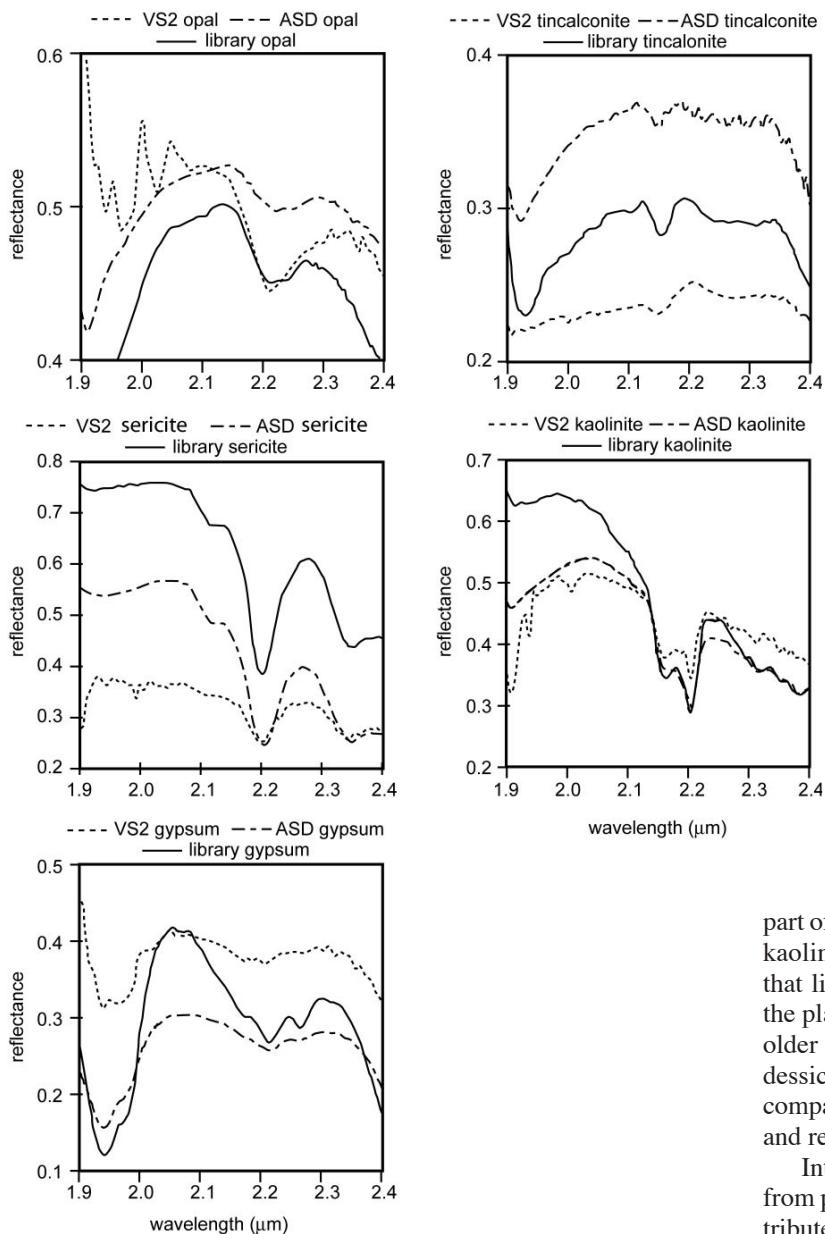 VS2 opal ASD opal
library opal
0.6
0.5
0.4
reflectance
1.9 2.0 2.1 2.2 2.3 2.4
VS2 tincalconite ASD tincalconite
library tincalonite
0.4
0.3
0.2
reflectance
1.9 2.0 2.1 2.2 2.3 2.4
VS2 sericite ASD sericite
library sericite
0.8
0.7
0.6
0.5
0.4
0.3
0.2
reflectance
1.9 2.0 2.1 2.2 2.3 2.4
VS2 kaolinite ASD kaolinite
library kaolinite
0.7
0.6
0.5
0.4
0.3
0.2
reflectance
1.9 2.0 2.1 2.2 2.3 2.4
wavelength (µm)
VS2 gypsum ASD gypsum
library gypsum
0.5
0.4
0.3
0.2
0.1
reflectance
1.9 2.0 2.1 2.2 2.3 2.4
wavelength (µm)
part of
kaolin
that li
the pla
older
dessic
compa
and re
Int
from p
tribute